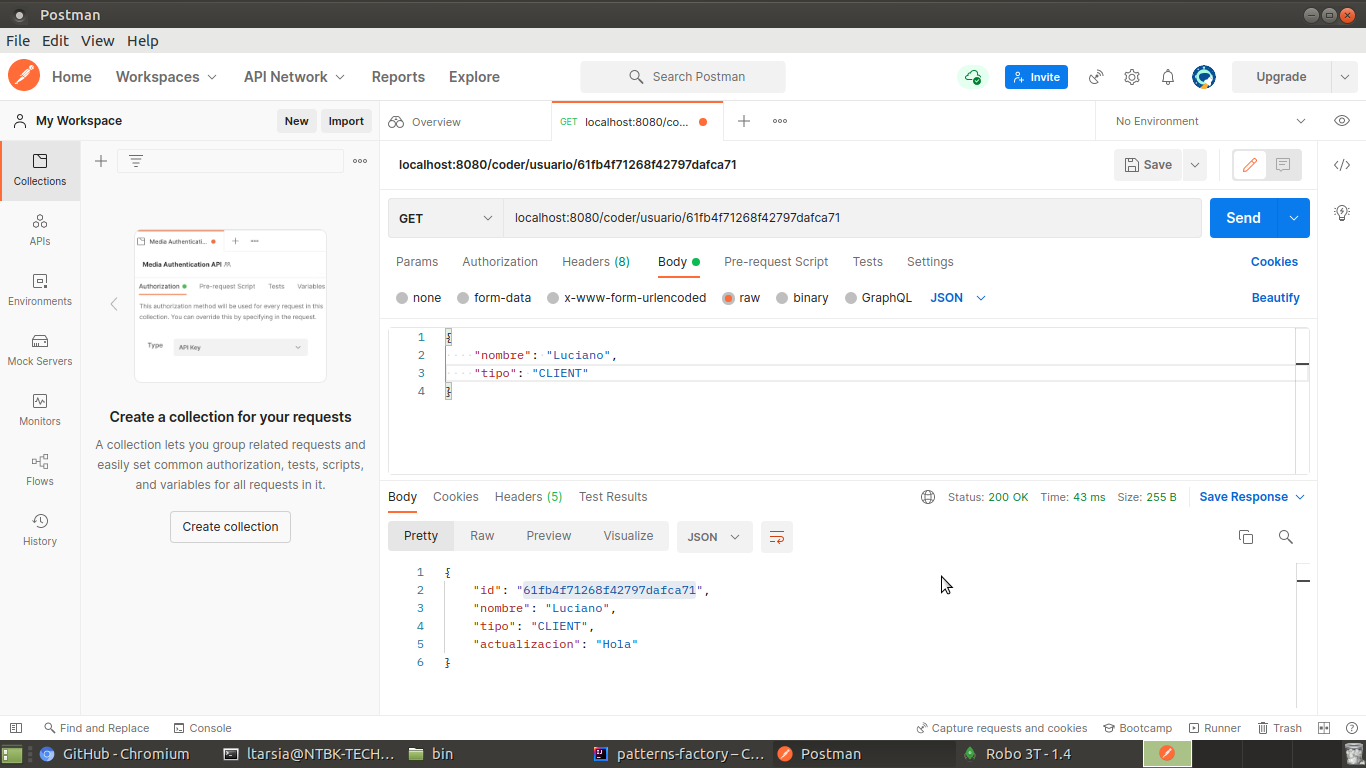 Postman
File Edit View Help
Home Workspaces API Network Reports Explore Search Postman Invite Upgrade
My Workspace New Import Overview GET localhost:8080/co... No Environment
Collections
APIs
Environments
Mock Servers
Monitors
Flows
History
Media Authenticati...
Media Authentication API
Authorization Pre-request Script Tests Variables
This authorization method will be used for every request in this
collection. You can override this by specifying in the request.
Type API Key
Create a collection for your requests
A collection lets you group related requests and
easily set common authorization, tests, scripts,
and variables for all requests in it.
Create collection
localhost:8080/coder/usuario/61fb4f71268f42797dafca71 Save
GET localhost:8080/coder/usuario/61fb4f71268f42797dafca71 Send
Params Authorization Headers (8) Body Pre-request Script Tests Settings Cookies
none form-data x-www-form-urlencoded raw binary GraphQL JSON Beautify
1 {
2 "nombre": "Luciano",
3 "tipo": "CLIENT"
4 }
Body Cookies Headers (5) Test Results Status: 200 OK Time: 43 ms Size: 255 B Save Response
Pretty Raw Preview Visualize JSON
1 {
2 "id": "61fb4f71268f42797dafca71",
3 "nombre": "Luciano",
4 "tipo": "CLIENT",
5 "actualizacion": "Hola"
6 }
Find and Replace Console Capture requests and cookies Bootcamp Runner Trash
GitHub - Chromium ltarsia@NTBK-TECH... bin patterns-factory – C... Postman Robo 3T - 1.4